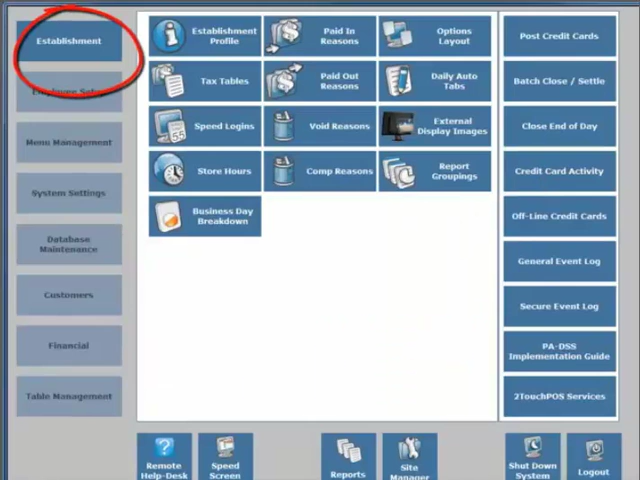 Establishment
Employee Setup
Menu Management
System Settings
Database
Maintenance
Customers
Financial
Table Management
Establishment
Profile
Paid In
Reasons
Options
Layout
Tax Tables
Paid Out
Reasons
Daily Auto
Tabs
Speed Logins
Void Reasons
External
Display Images
Store Hours
Comp Reasons
Report
Groupings
Business Day
Breakdown
Post Credit Cards
Batch Close / Settle
Close End of Day
Credit Card Activity
Off-Line Credit Cards
General Event Log
Secure Event Log
PA-DSS
Implementation Guide
2TouchPOS Services
Remote
Help-Desk
Speed
Screen
Reports
Site
Manager
Shut Down
System
Logout